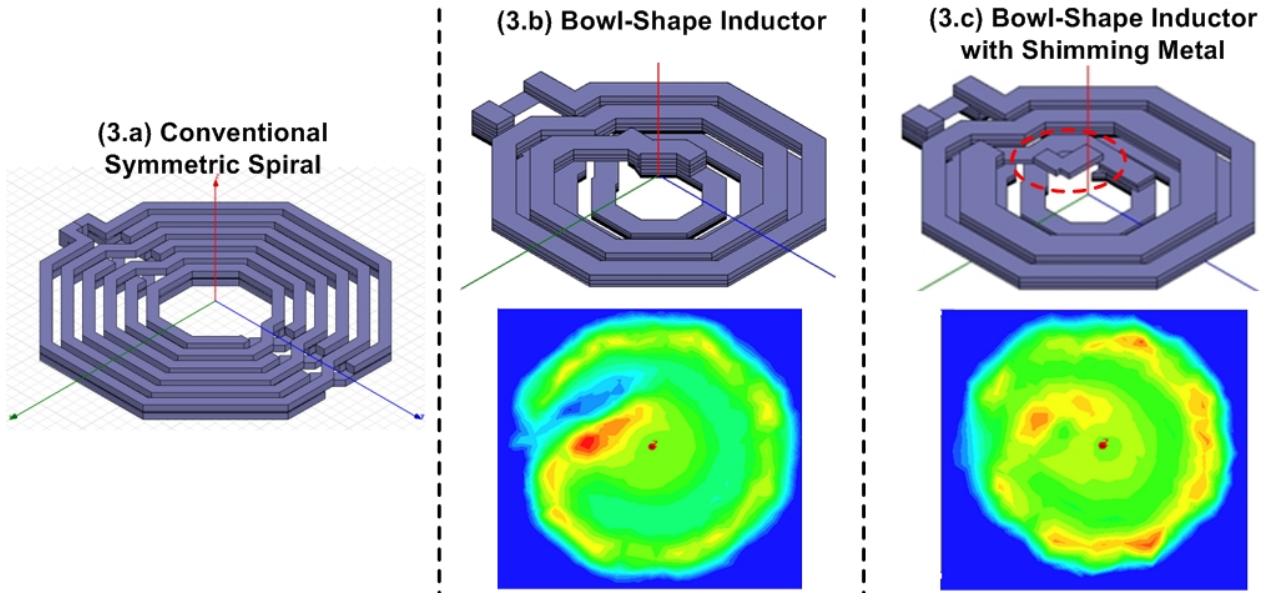 (3.a) Conventional
Symmetric Spiral
(3.b) Bowl-Shape Inductor
(3.c) Bowl-Shape Inductor
with Shimming Metal